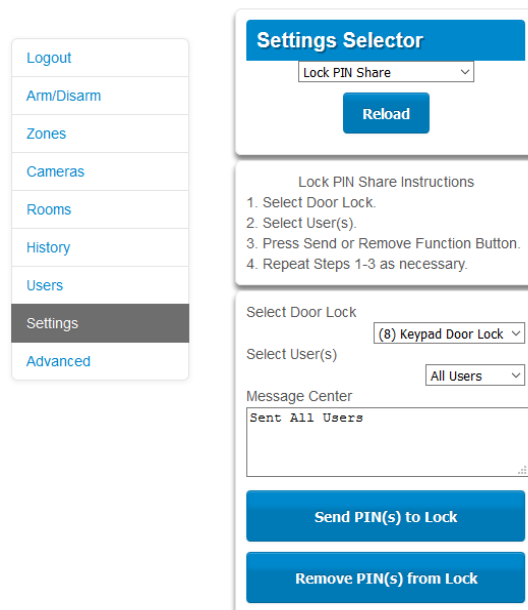 Logout
Arm/Disarm
Zones
Cameras
Rooms
History
Users
Settings
Advanced
Settings Selector
Lock PIN Share
Reload
Lock PIN Share Instructions
1. Select Door Lock.
2. Select User(s).
3. Press Send or Remove Function Button.
4. Repeat Steps 1-3 as necessary.
Select Door Lock
(8) Keypad Door Lock
Select User(s)
All Users
Message Center
Sent All Users
Send PIN(s) to Lock
Remove PIN(s) from Lock